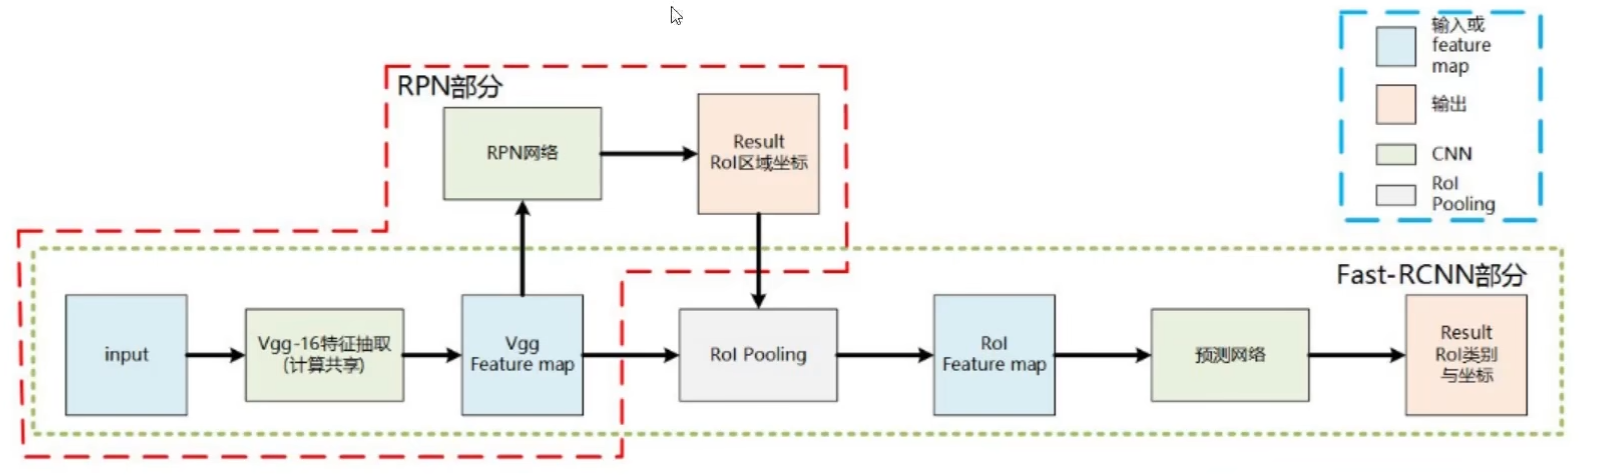 RPN部分
RPN网络
Result
RoI区域坐标
输入或
feature
map
输出
CNN
RoI
Pooling
Fast-RCNN部分
input
Vgg-16特征抽取
(计算共享)
Vgg
Feature map
RoI Pooling
RoI
Feature map
预测网络
Result
RoI类别
与坐标